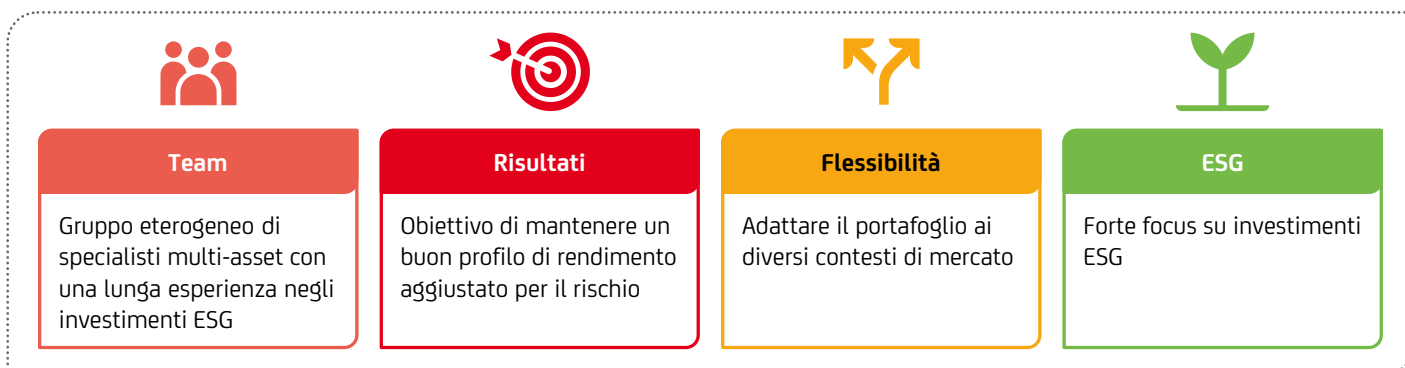 Team
Gruppo eterogeneo di
specialisti multi-asset con
una lunga esperienza negli
investimenti ESG
Risultati
Obiettivo di mantenere un
buon profilo di rendimento
aggiustato per il rischio
Flessibilità
Adattare il portafoglio ai
diversi contesti di mercato
ESG
Forte focus su investimenti
ESG